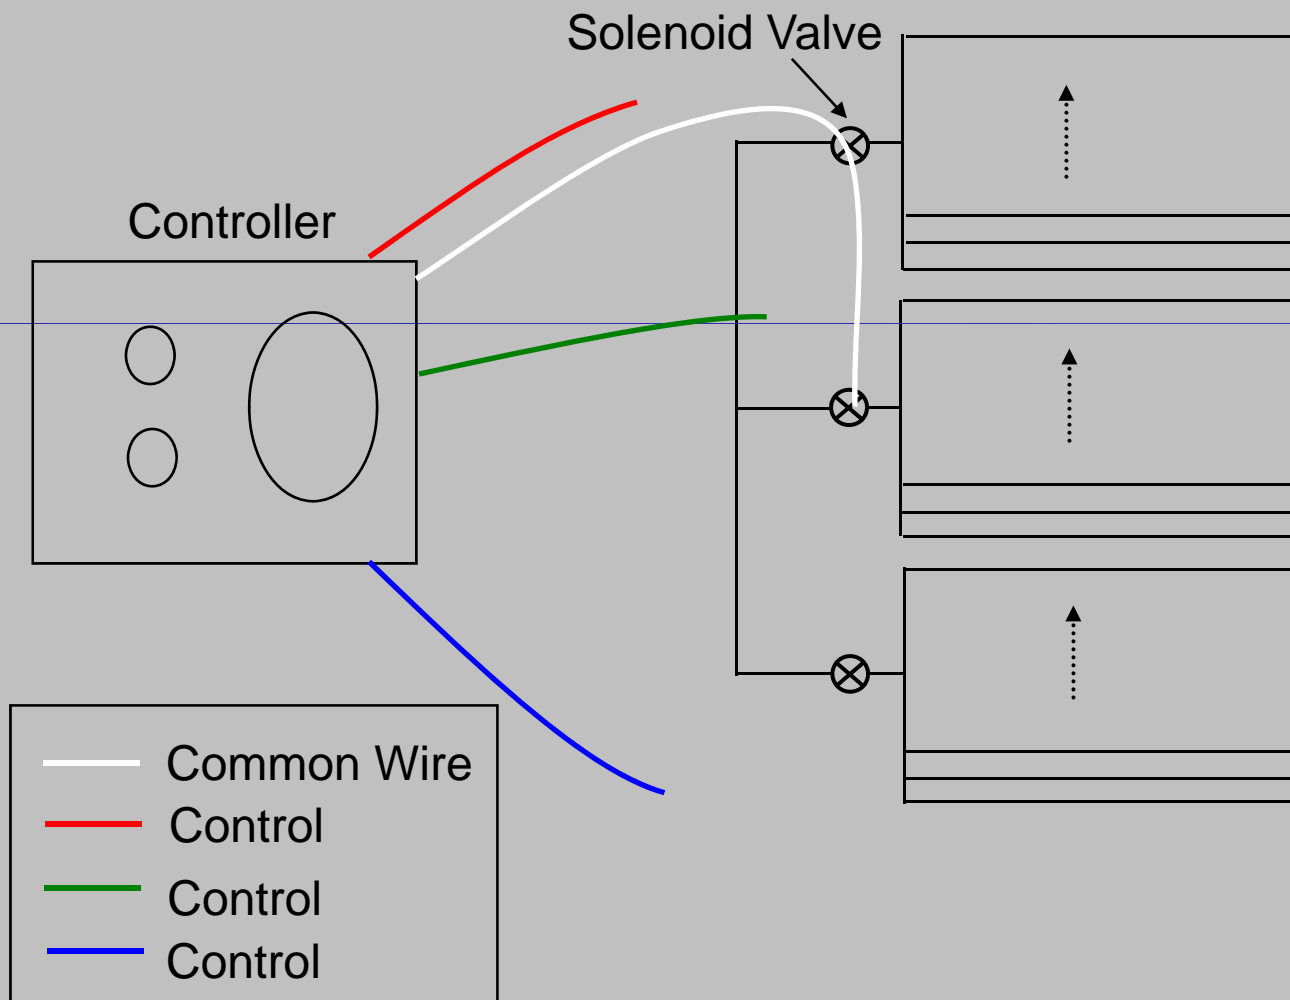 Solenoid Valve
Controller
Common Wire
Control
Control
Control